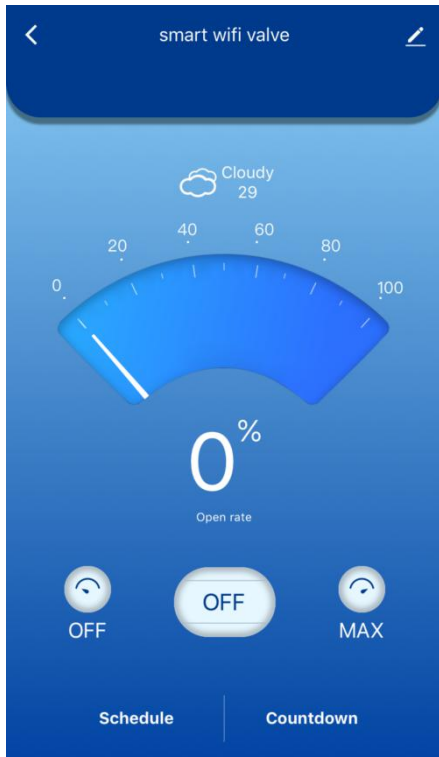 smart wifi valve
Cloudy
29
40 60
20 80
0 100
0%
Open rate
OFF
OFF
MAX
Schedule
Countdown